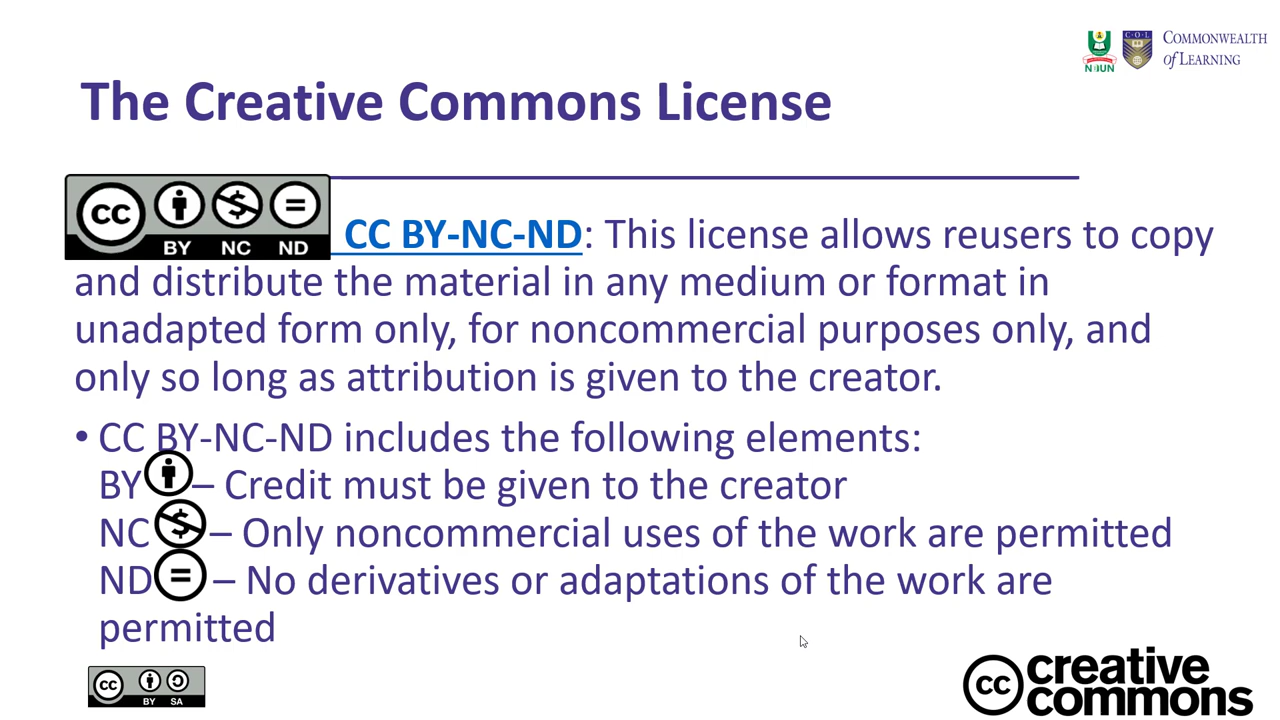 COMMONWEALTH
of LEARNING
C·O·L
NOUN
The Creative Commons License
cc
BY NC ND
CC BY-NC-ND: This license allows reusers to copy
and distribute the material in any medium or format in
unadapted form only, for noncommercial purposes only, and
only so long as attribution is given to the creator.
• CC BY-NC-ND includes the following elements:
BY – Credit must be given to the creator
NC – Only noncommercial uses of the work are permitted
ND – No derivatives or adaptations of the work are
permitted
cc
BY SA
cc creative
commons